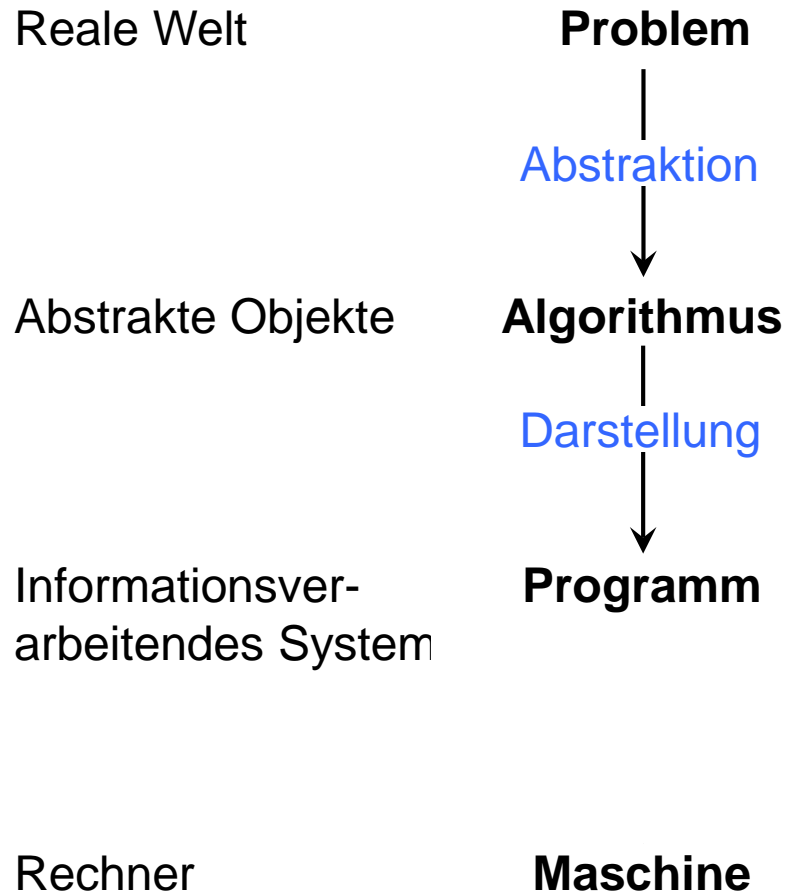 Reale Welt Problem
Abstraktion
Abstrakte Objekte Algorithmus
Darstellung
Informationsver- Programm
arbeitendes System
Rechner Maschine